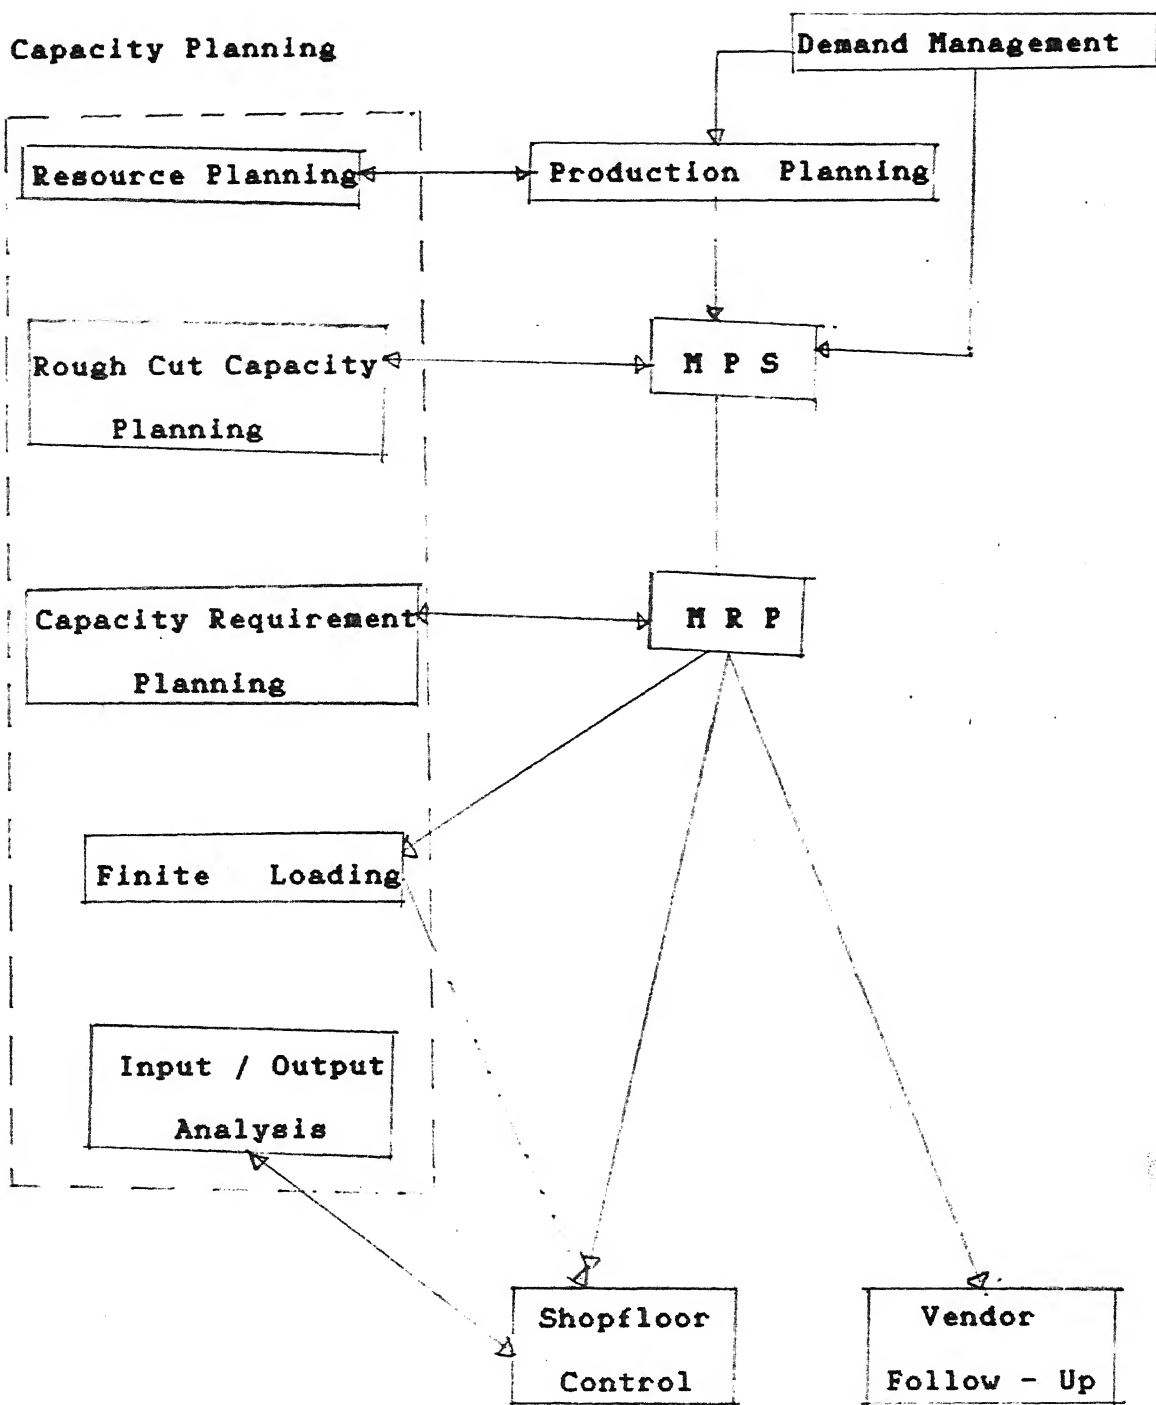 Capacity Planning
Demand Management
Resource Planning
Production Planning
Rough Cut Capacity
Planning
M P S
Capacity Requirement
Planning
M R P
Finite Loading
Input / Output
Analysis
Shopfloor
Control
Vendor
Follow - Up